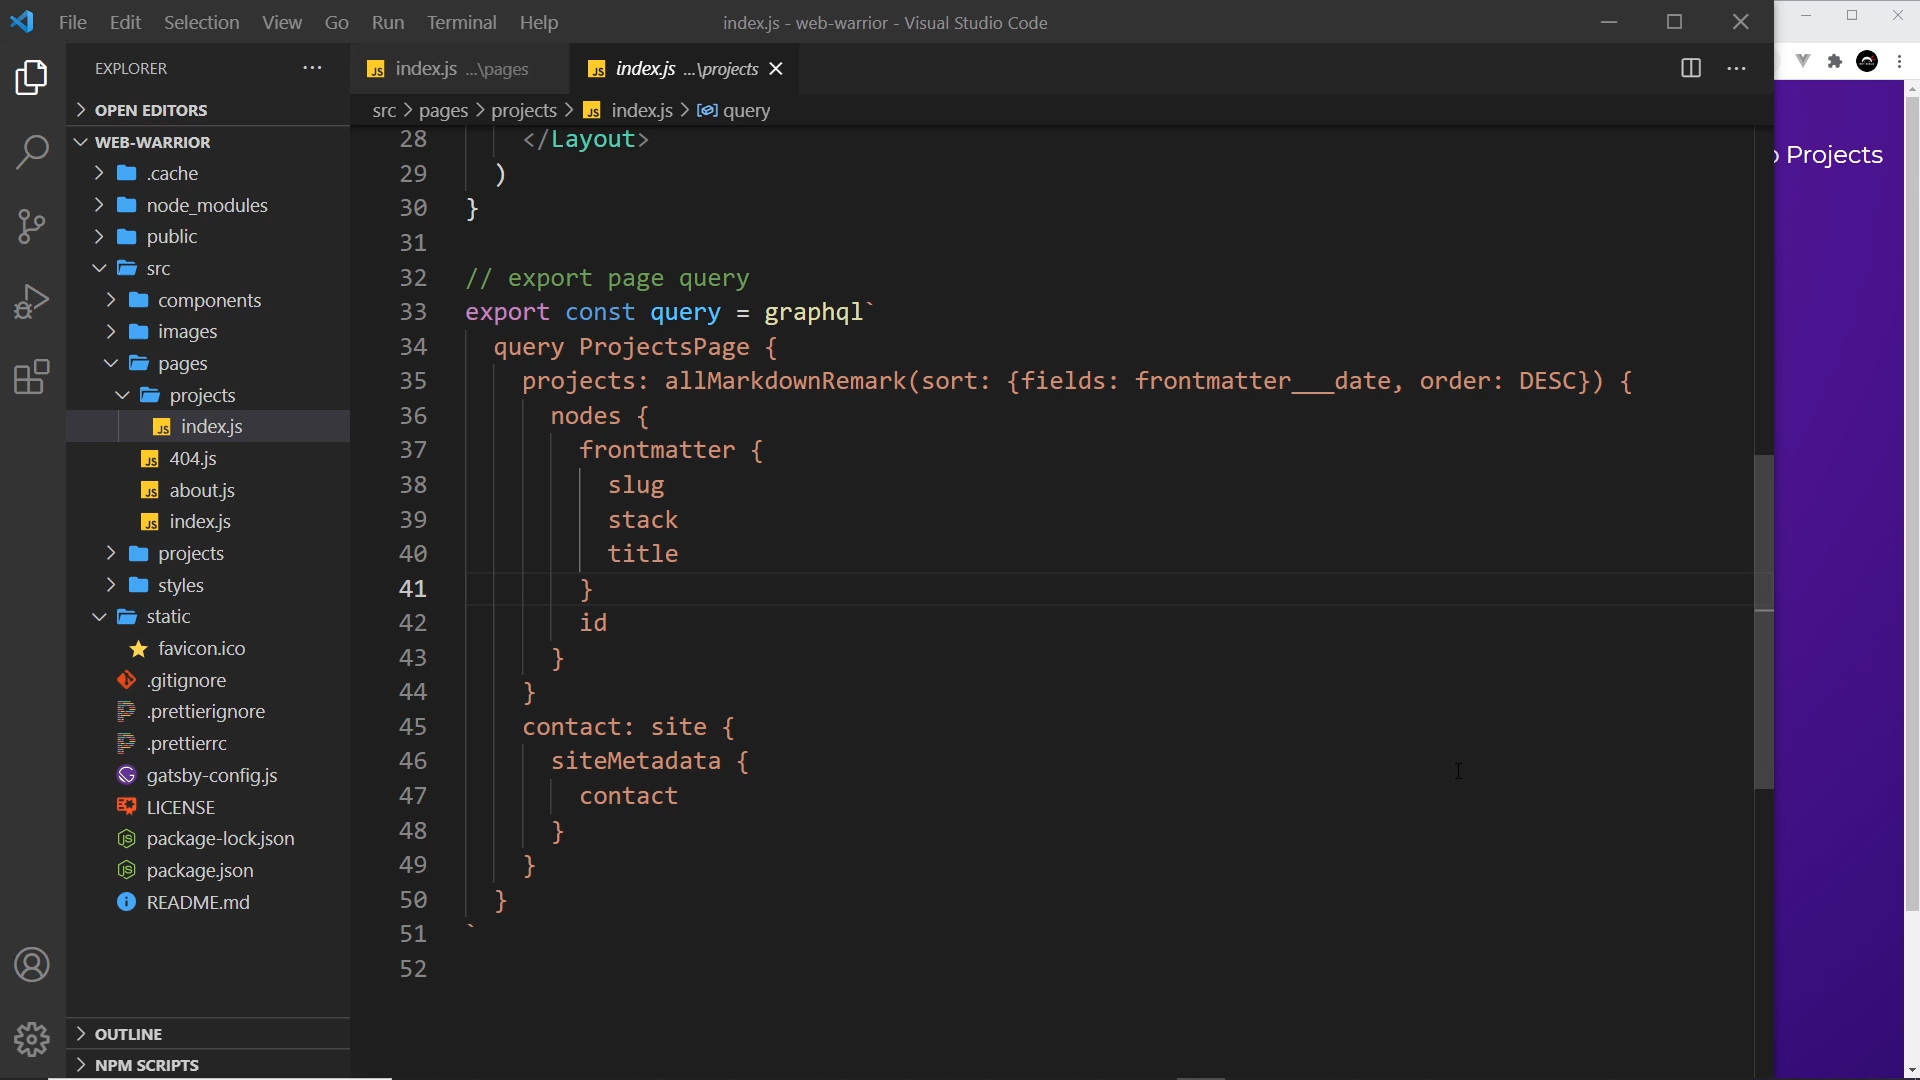 File Edit Selection View Go Run Terminal Help
index.js - web-warrior - Visual Studio Code
EXPLORER
OPEN EDITORS
WEB-WARRIOR
.cache
node_modules
public
src
components
images
pages
projects
index.js
404.js
about.js
index.js
projects
styles
static
favicon.ico
.gitignore
.prettierignore
.prettierrc
gatsby-config.js
LICENSE
package-lock.json
package.json
README.md
OUTLINE
NPM SCRIPTS
index.js ...\pages
index.js ...\projects
src > pages > projects > index.js > query
28 </Layout>
29 )
30 }
31
32 // export page query
33 export const query = graphql`
34 query ProjectsPage {
35 projects: allMarkdownRemark(sort: {fields: frontmatter___date, order: DESC}) {
36 nodes {
37 frontmatter {
38 slug
39 stack
40 title
41 }
42 id
43 }
44 }
45 contact: site {
46 siteMetadata {
47 contact
48 }
49 }
50 }
51 `
52
Projects